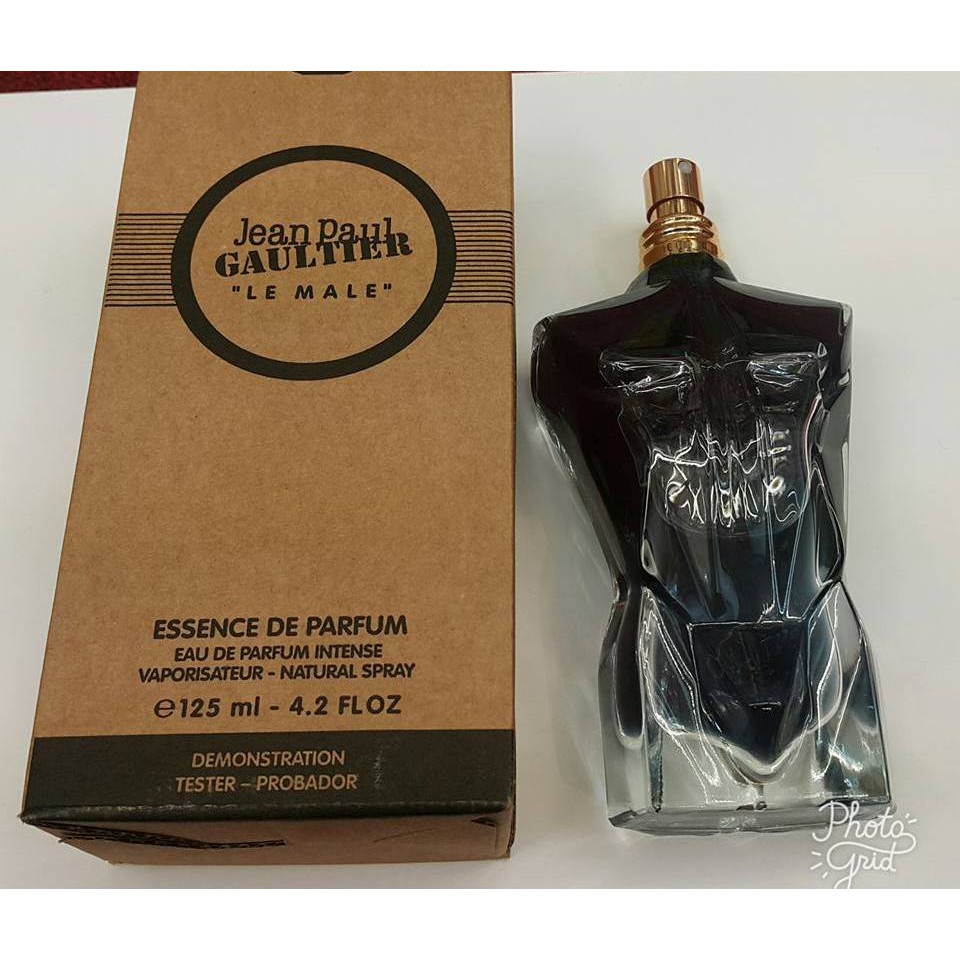 Jean Paul
GAULTIER
"LE MALE"
ESSENCE DE PARFUM
EAU DE PARFUM INTENSE
VAPORISATEUR - NATURAL SPRAY
e125 ml - 4.2 FLOZ
DEMONSTRATION
TESTER - PROBADOR
Photo
Grid